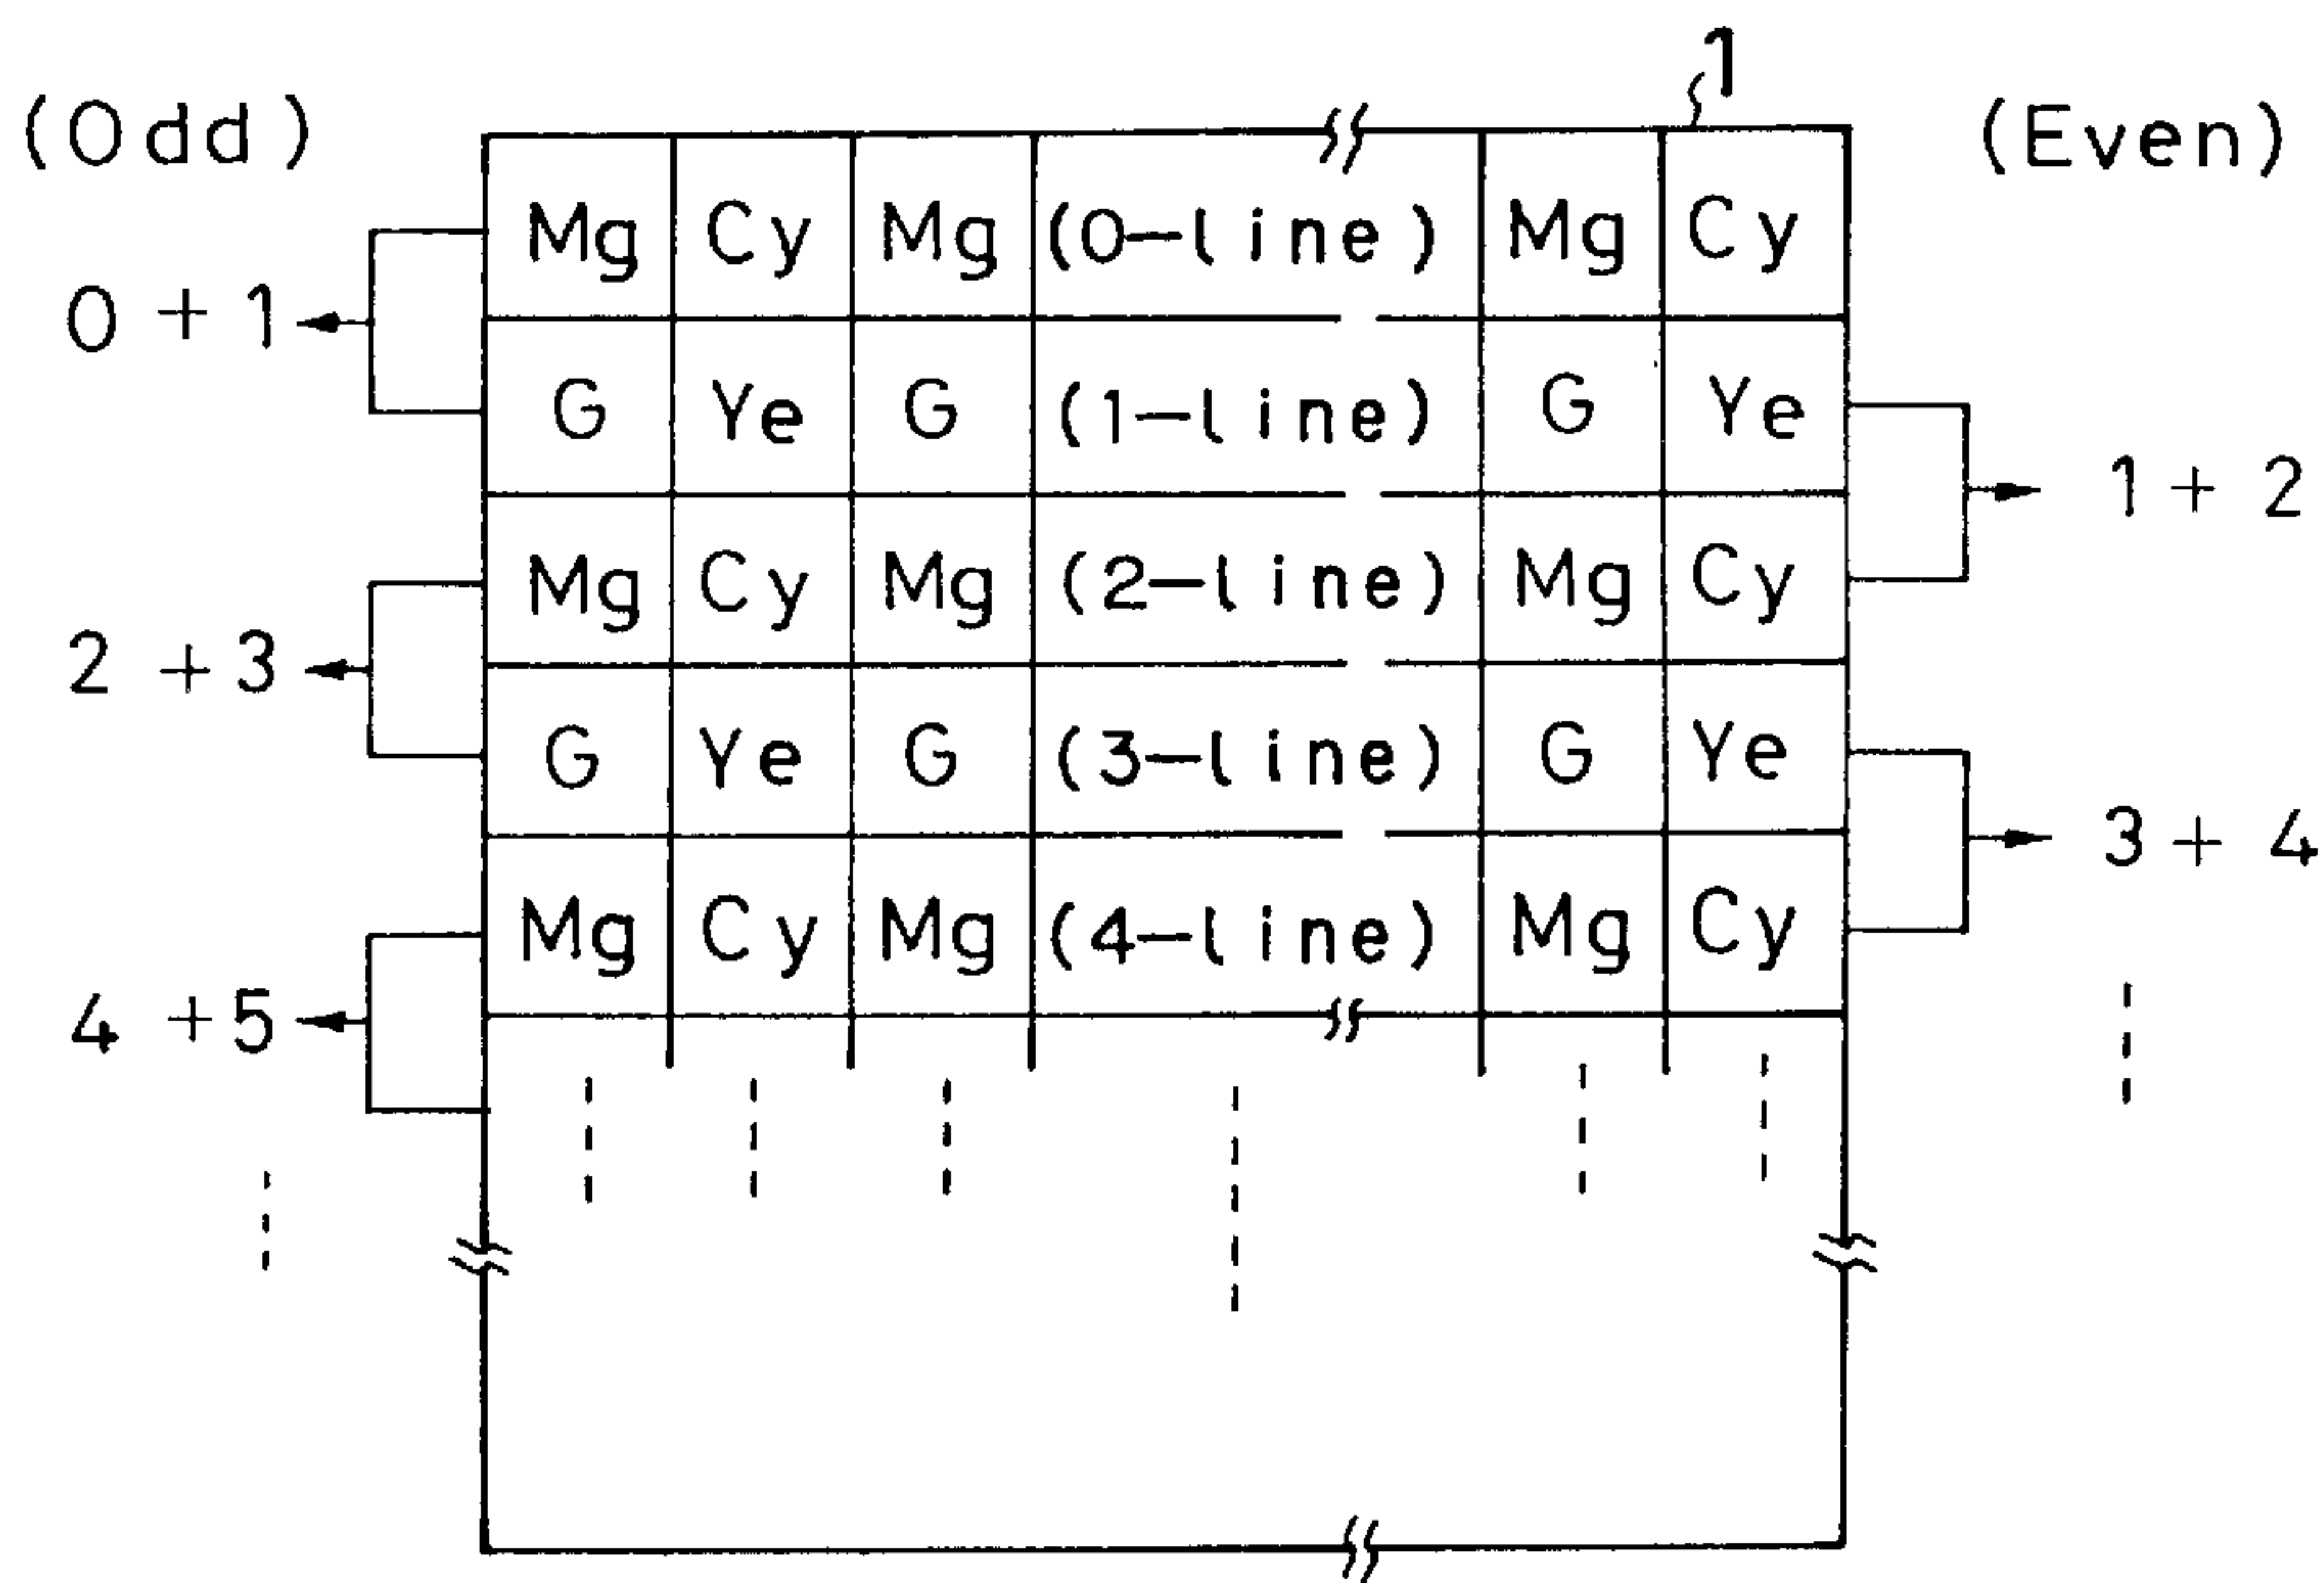 1
(Odd) (Even)
Mg Cy Mg (0-line) Mg Cy
0 + 1
G Ye G (1-line) G Ye
1 + 2
Mg Cy Mg (2-line) Mg Cy
2 + 3
G Ye G (3-line) G Ye
3 + 4
Mg Cy Mg (4-line) Mg Cy
4 + 5